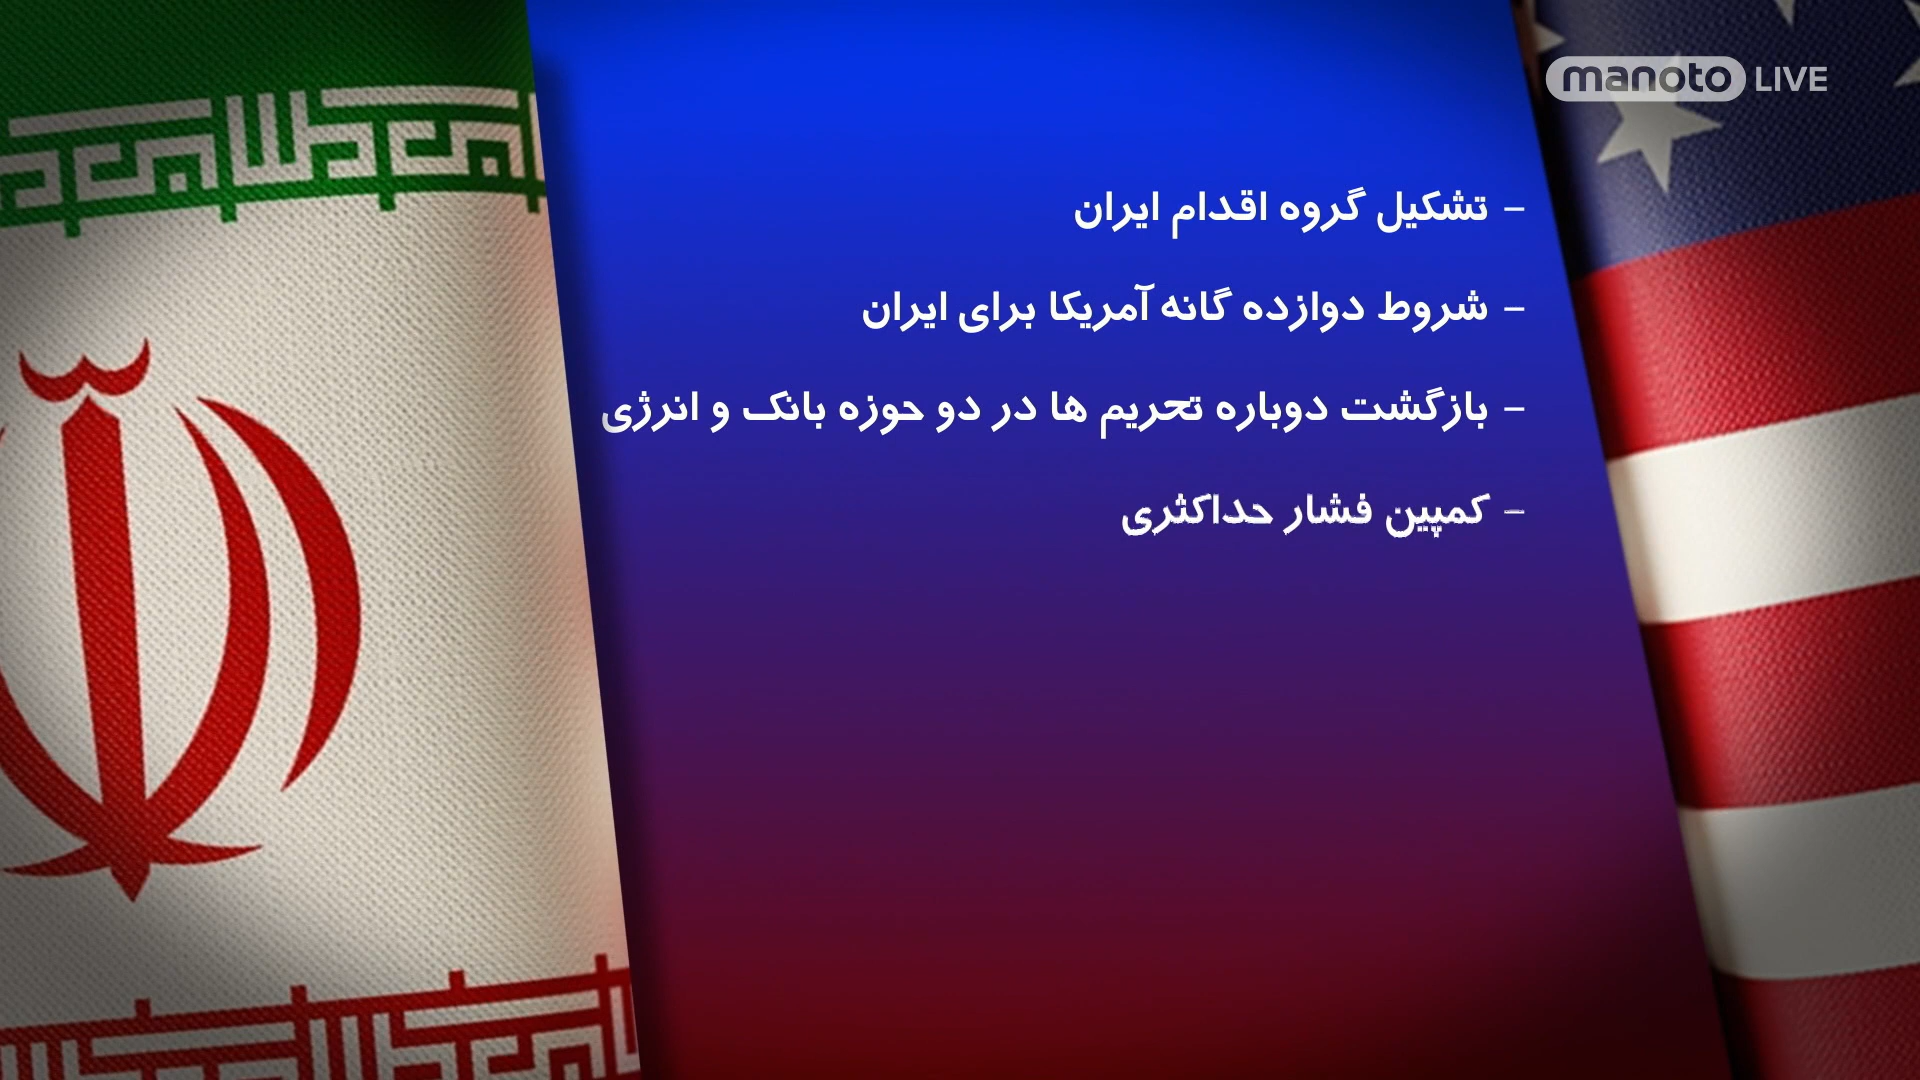 manoto LIVE
– تشکیل گروه اقدام ایران
– شروط دوازده گانه آمریکا برای ایران
– بازگشت دوباره تحریم ها در دو حوزه بانک و انرژی
– کمپین فشار حداکثری